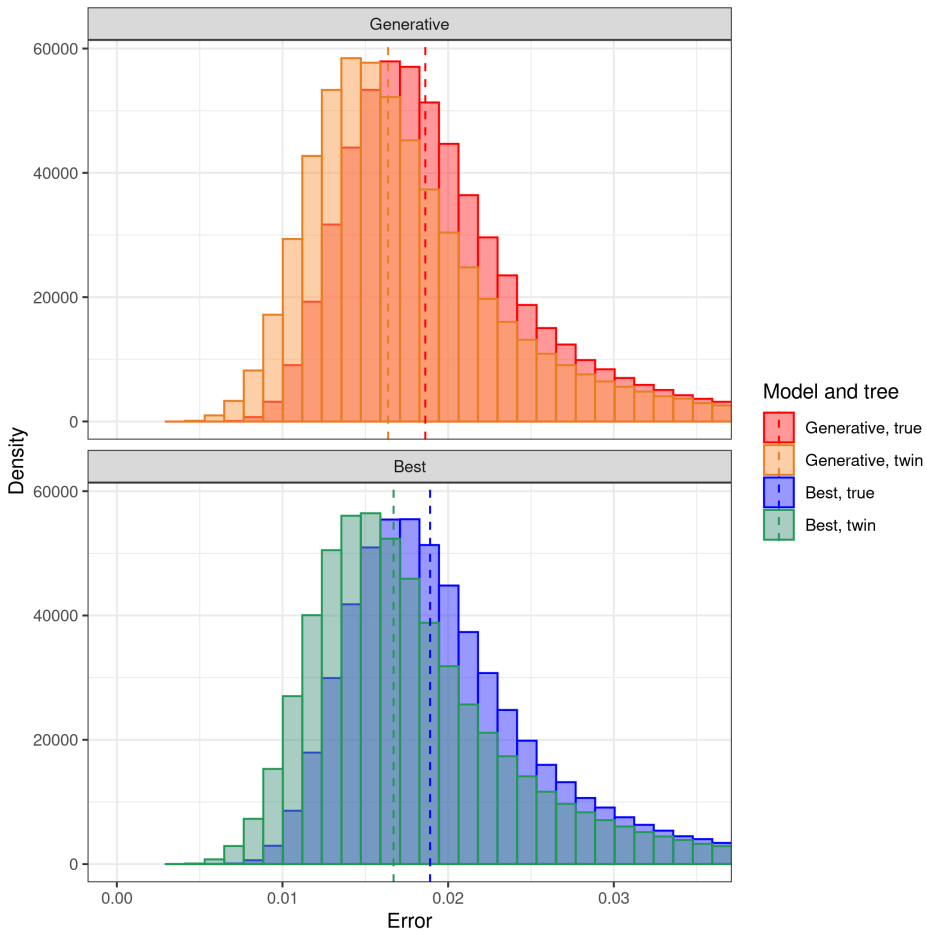 Generative
60000
40000
20000
0
Best
60000
40000
20000
0
Density
0.00
0.01
0.02
0.03
Error
Model and tree
Generative, true
Generative, twin
Best, true
Best, twin